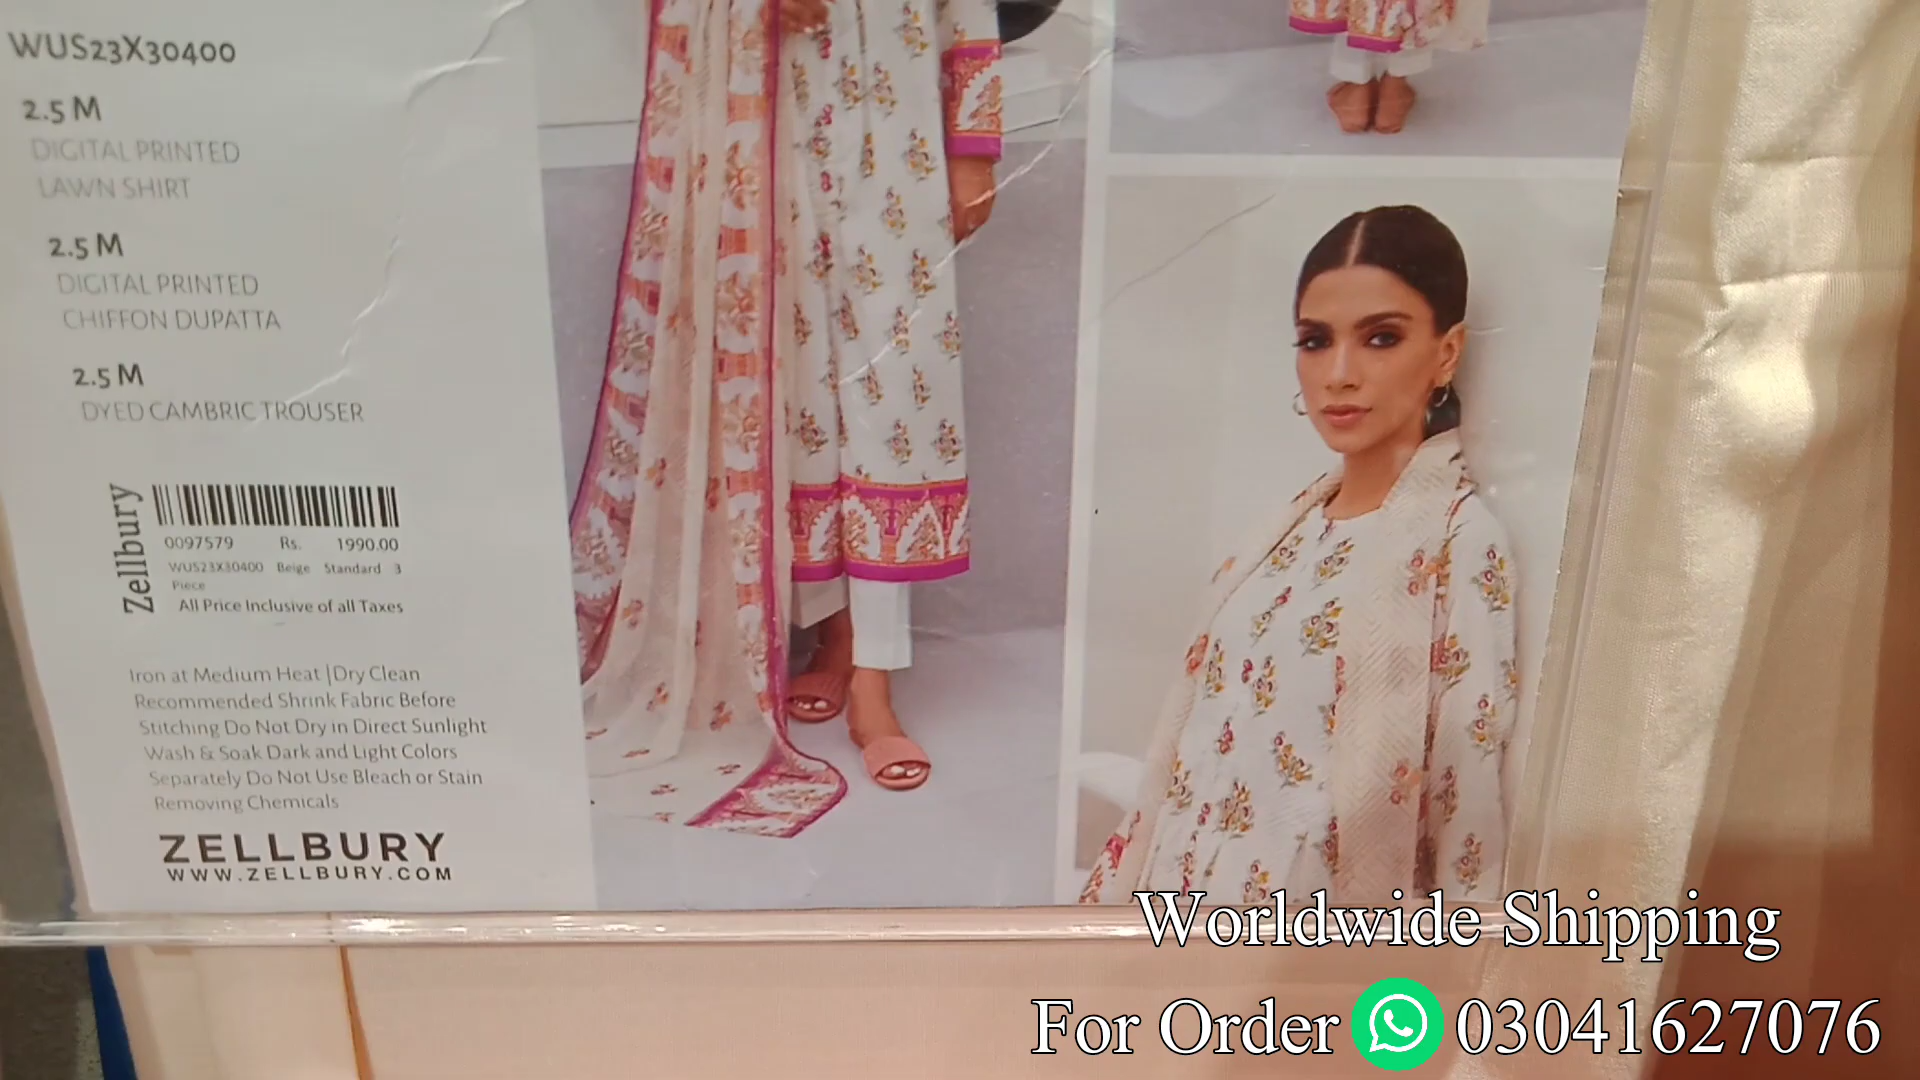 WUS23X30400
2.5 M
DIGITAL PRINTED
LAWN SHIRT
2.5 M
DIGITAL PRINTED
CHIFFON DUPATTA
2.5 M
DYED CAMBRIC TROUSER
Zellbury
0097579 Rs. 1990.00
WUS23X30400 Beige Standard 3
Piece
All Price Inclusive of all Taxes
Iron at Medium Heat |Dry Clean
Recommended Shrink Fabric Before
Stitching Do Not Dry in Direct Sunlight
Wash & Soak Dark and Light Colors
Separately Do Not Use Bleach or Stain
Removing Chemicals
ZELLBURY
WWW.ZELLBURY.COM
Worldwide Shipping
For Order 03041627076